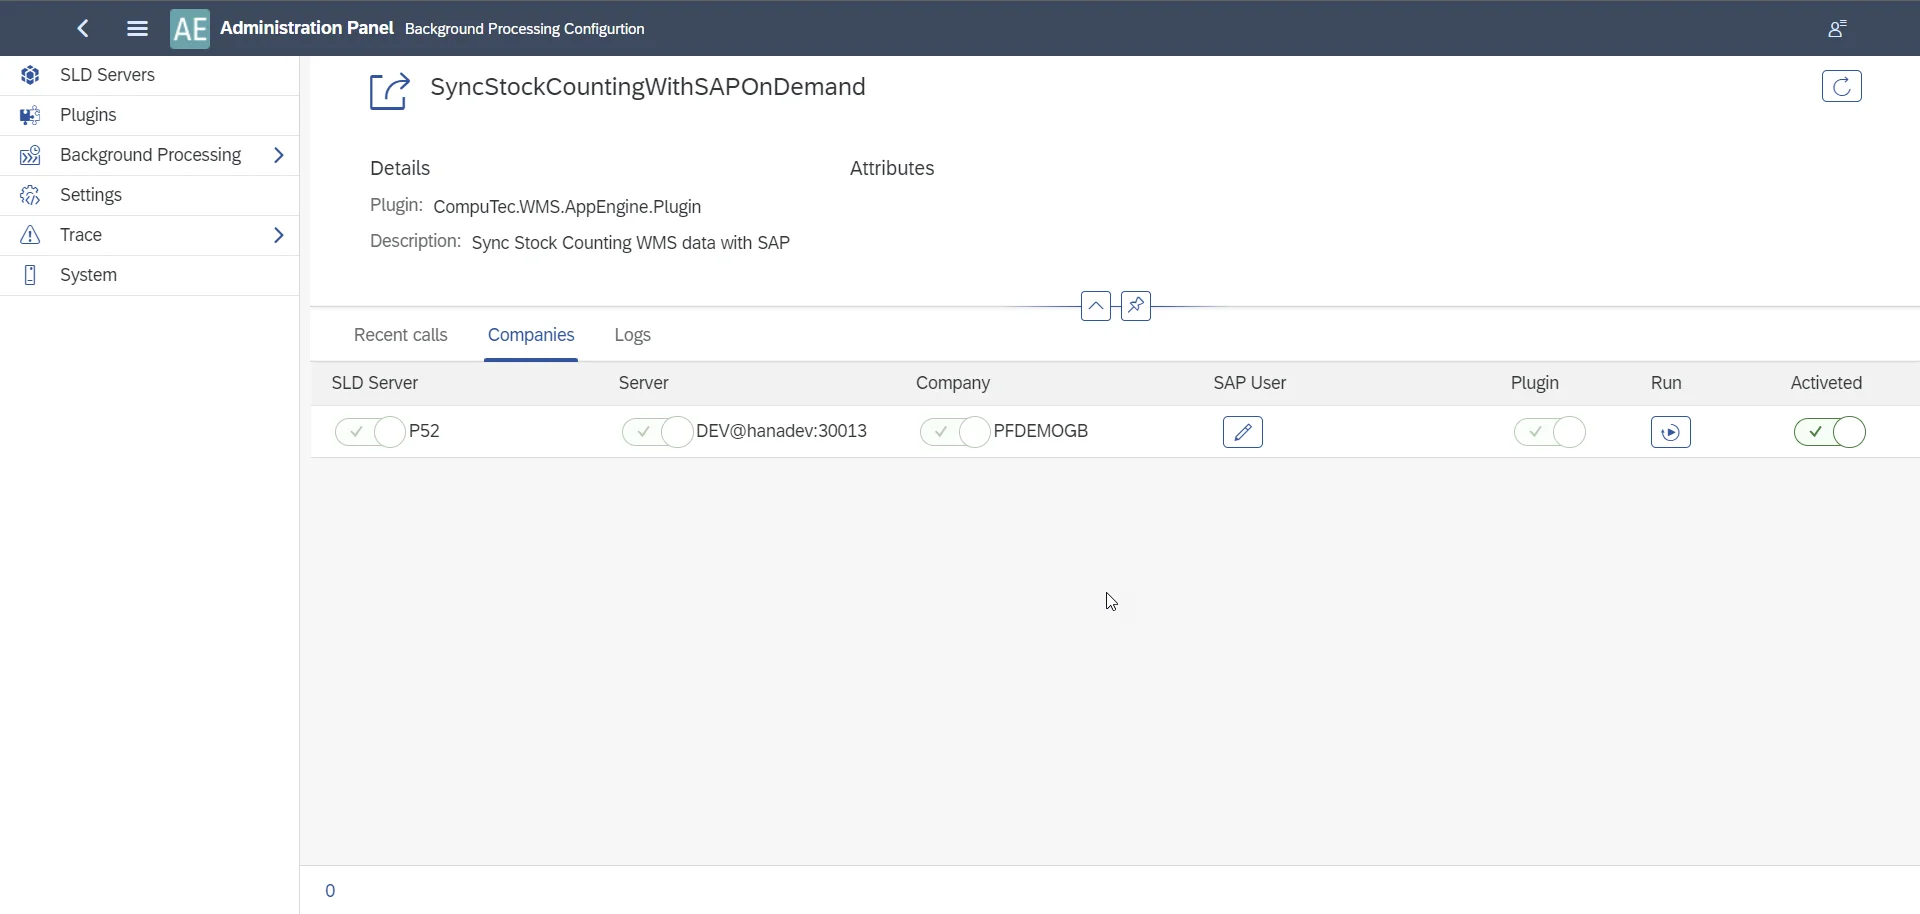 AE Administration Panel Background Processing Configurtion
SLD Servers
Plugins
Background Processing
Settings
Trace
System
SyncStockCountingWithSAPOnDemand
Details
Plugin: CompuTec.WMS.AppEngine.Plugin
Description: Sync Stock Counting WMS data with SAP
Attributes
Recent calls Companies Logs
SLD Server Server Company SAP User Plugin Run Activeted
P52 DEV@hanadev:30013 PFDEMOGB
0